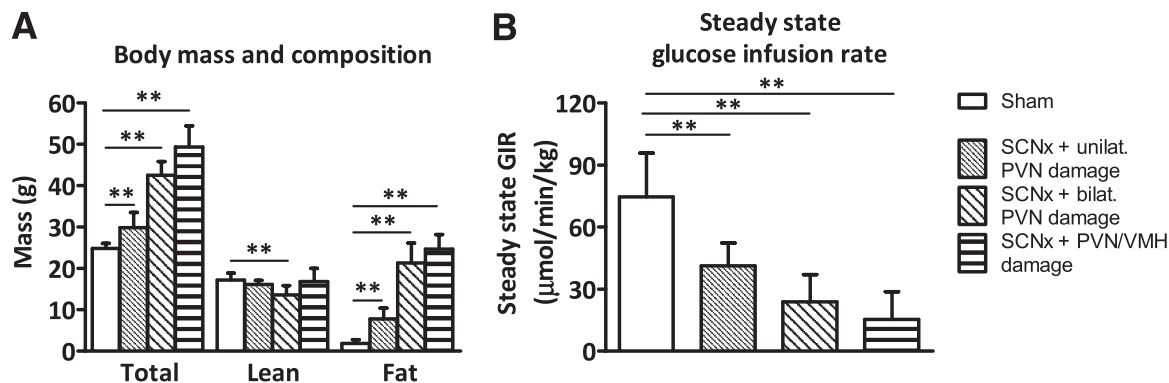 A
Body mass and composition
Mass (g)
60
50
40
30
20
10
0
**
**
**
**
**
**
**
Total
Lean
Fat
B
Steady state
glucose infusion rate
Steady state GIR
(μmol/min/kg)
120
90
60
30
0
**
**
**
Sham
SCNx + unilat.
PVN damage
SCNx + bilat.
PVN damage
SCNx + PVN/VMH
damage